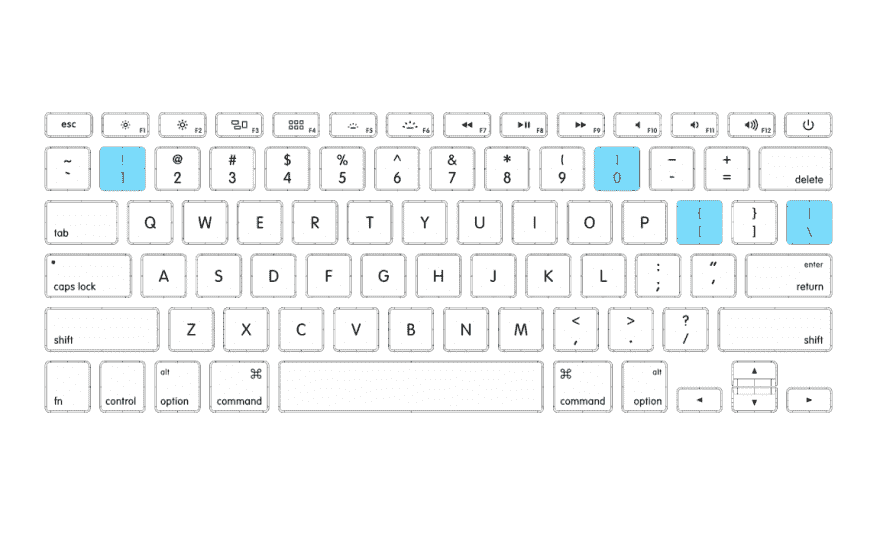 esc F1 F2 F3 F4 F5 F6 F7 F8 F9 F10 F11 F12
~ ! @ # $ % ^ & * ( ) – +
` ] 2 3 4 5 6 7 8 9 0 - = delete
tab Q W E R T Y U I O P { } |
[ ] \
caps lock A S D F G H J K L : " enter
; ' return
shift Z X C V B N M < > ? shift
, . /
fn control alt option ⌘ command ⌘ command alt option